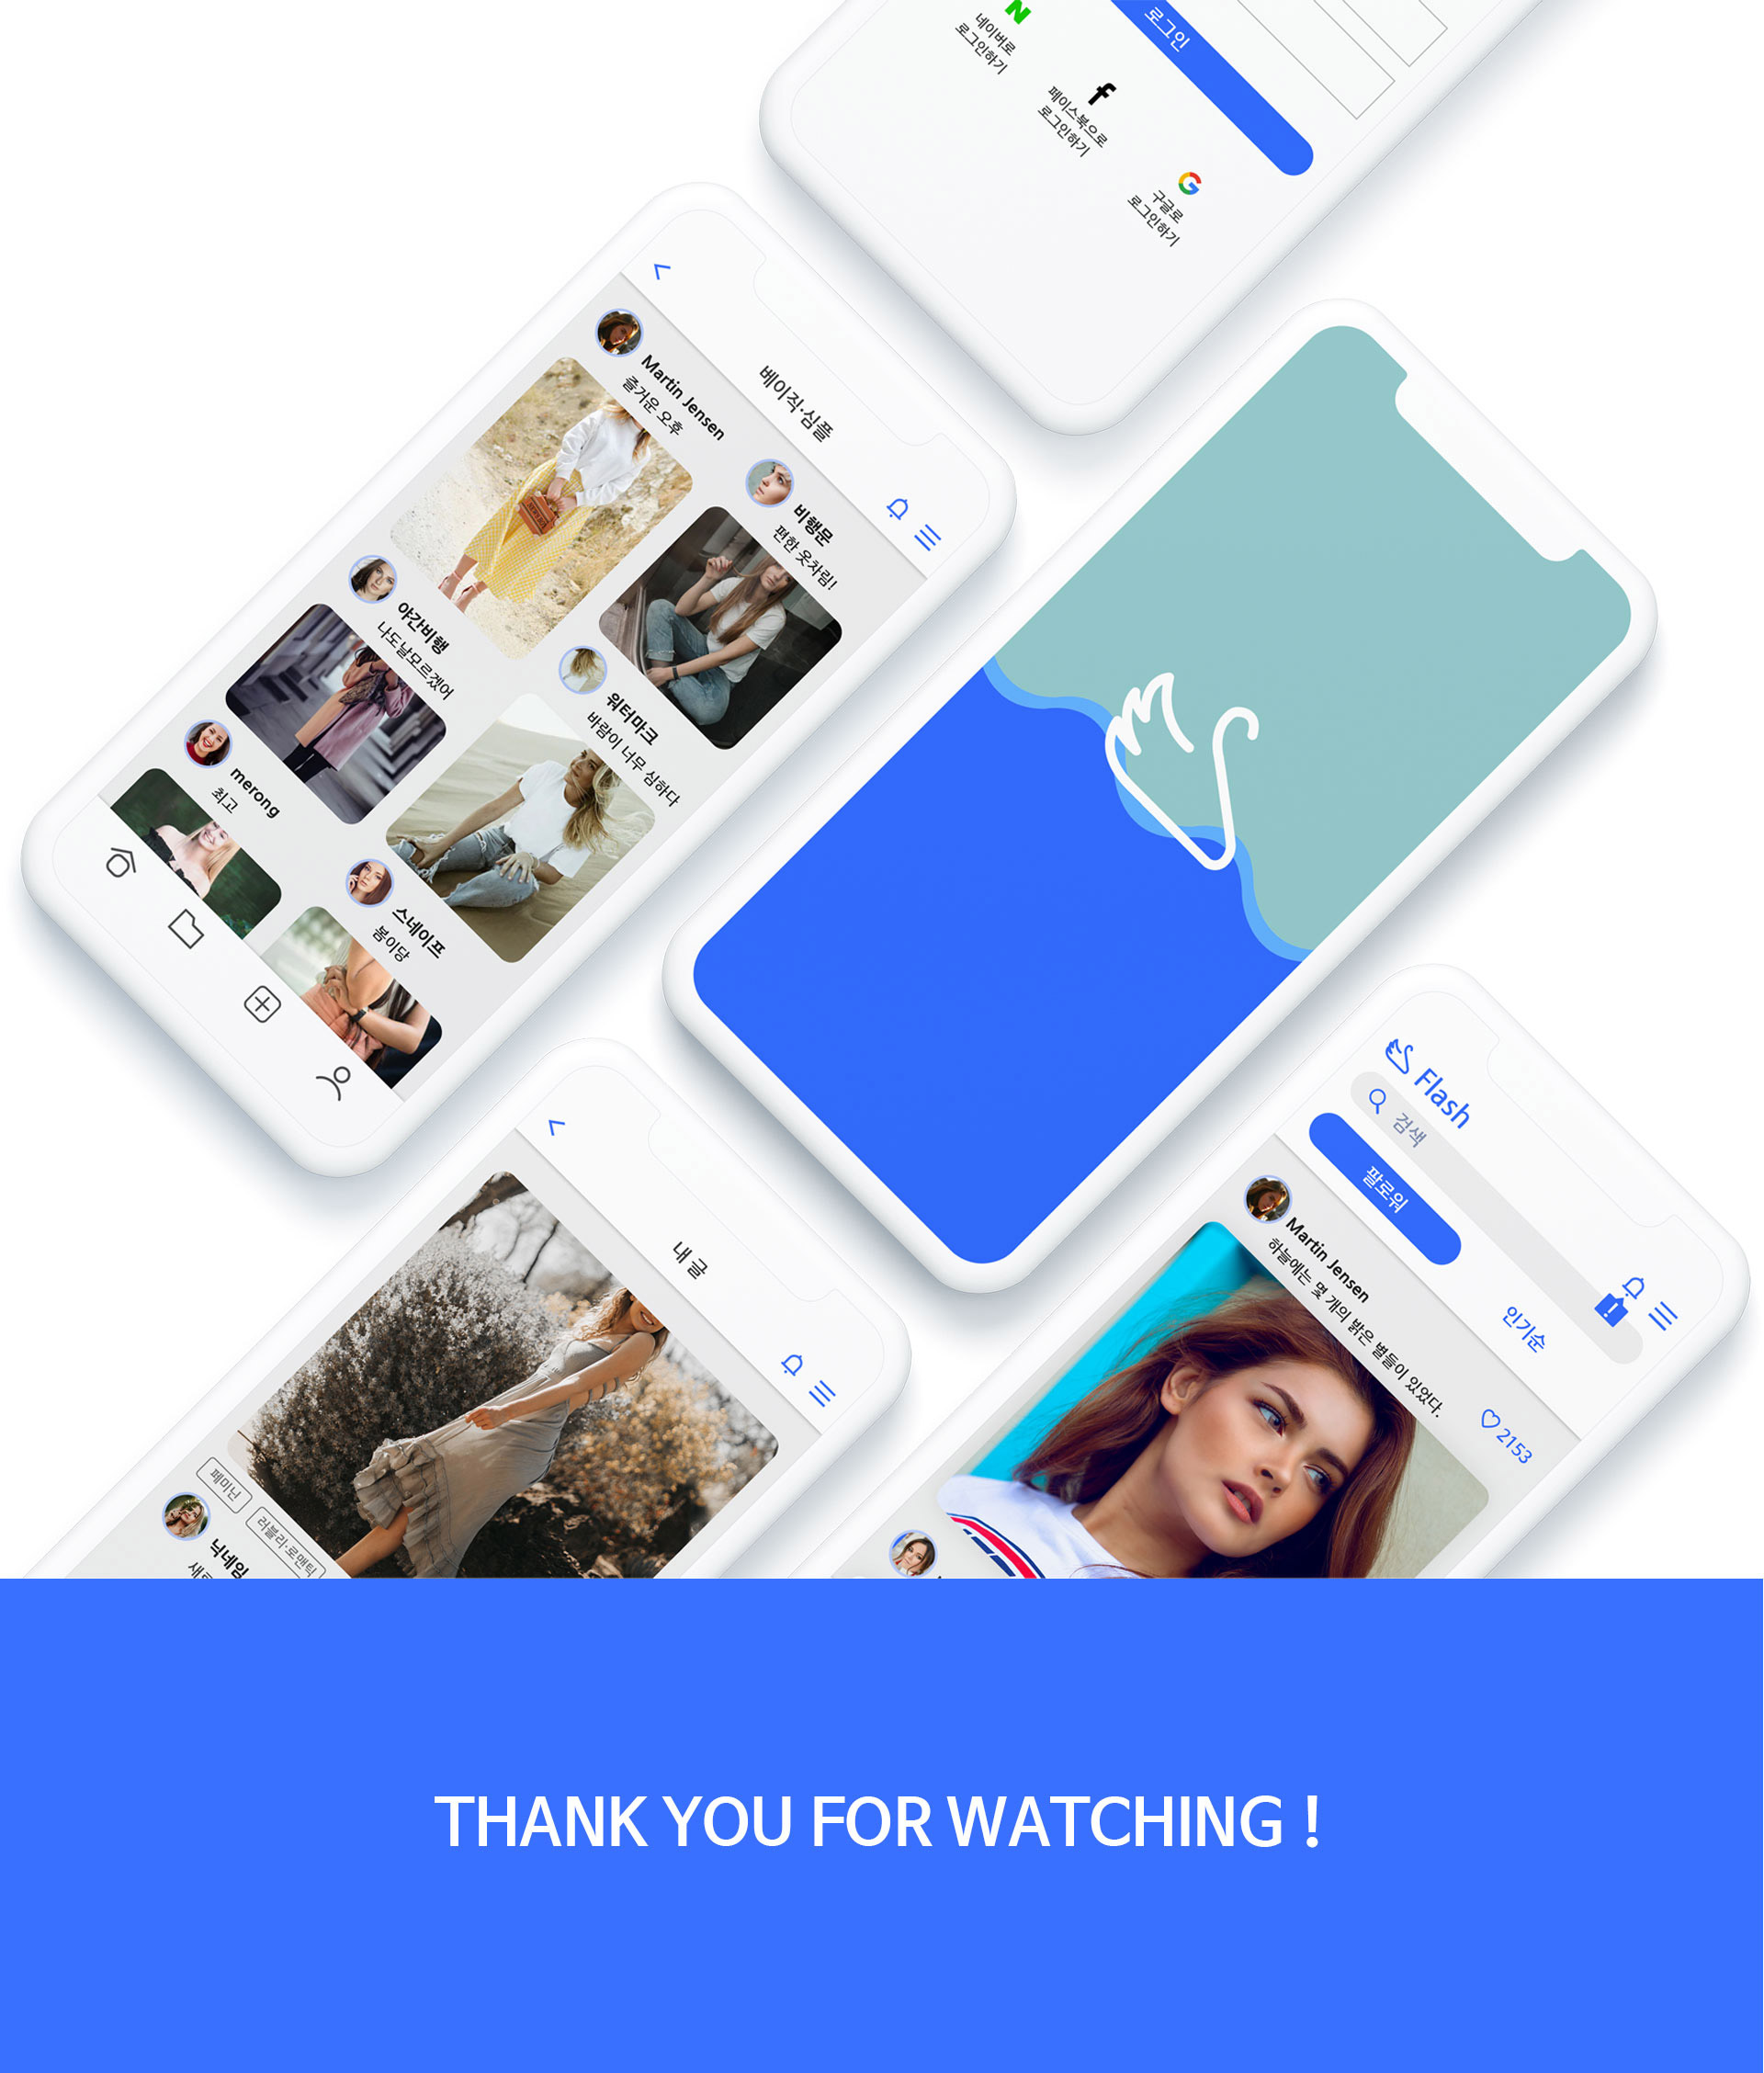 로그인
네이버로
로그인하기
페이스북으로
로그인하기
구글로
로그인하기
베이직·심플
Martin Jensen
즐거운 오후
비행문
편한 옷차림!
야간비행
나도날모르겠어
워터마크
바람이 너무 심하다
merong
최고
스네이프
봄이당
Flash
검색
팔로워
인기순
Martin Jensen
하늘에는 몇 개의 밝은 별들이 있었다.
2153
내 글
페미닌
러블리·로맨틱
닉네임
THANK YOU FOR WATCHING !